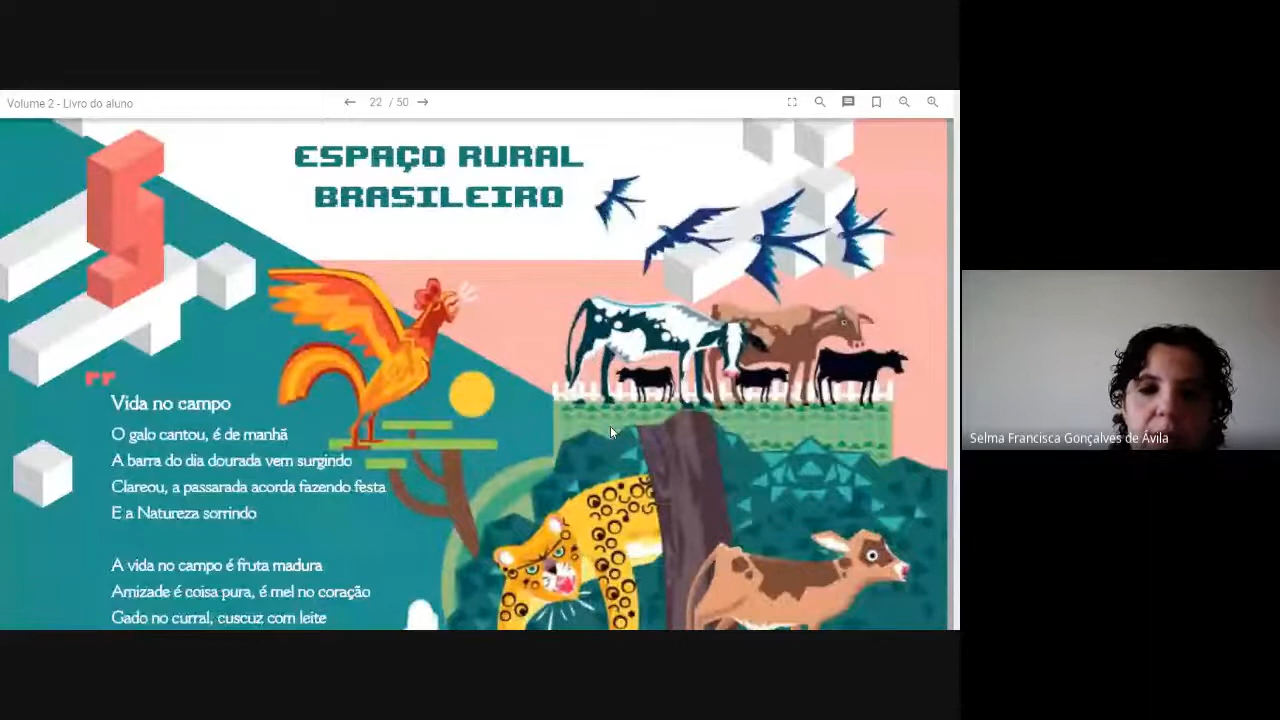 Volume 2 - Livro do aluno
22 / 50
ESPAÇO RURAL
BRASILEIRO
5
Vida no campo
O galo cantou, é de manhã
A barra do dia dourada vem surgindo
Clareou, a passarada acorda fazendo festa
E a Natureza sorrindo
A vida no campo é fruta madura
Amizade é coisa pura, é mel no coração
Gado no curral, cuscuz com leite
Selma Francisca Gonçalves de Ávila